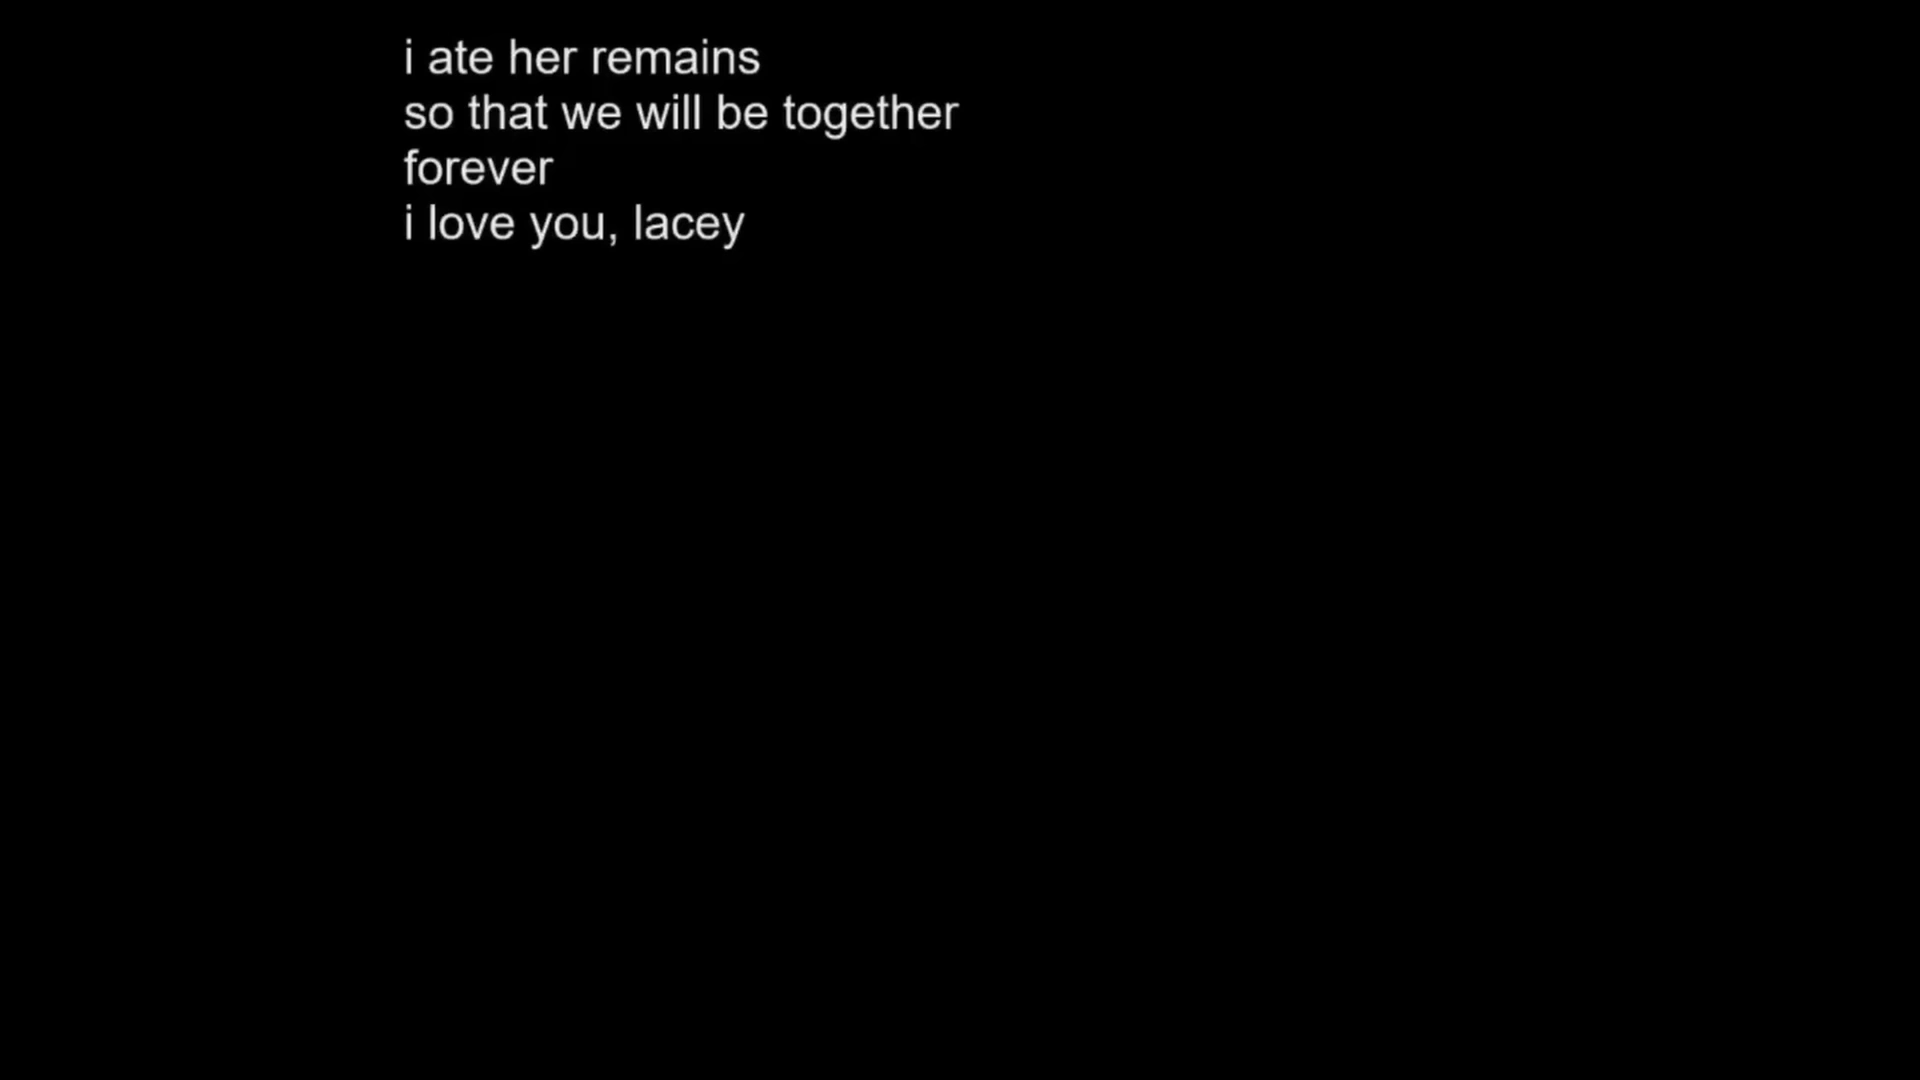 i ate her remains
so that we will be together
forever
i love you, lacey